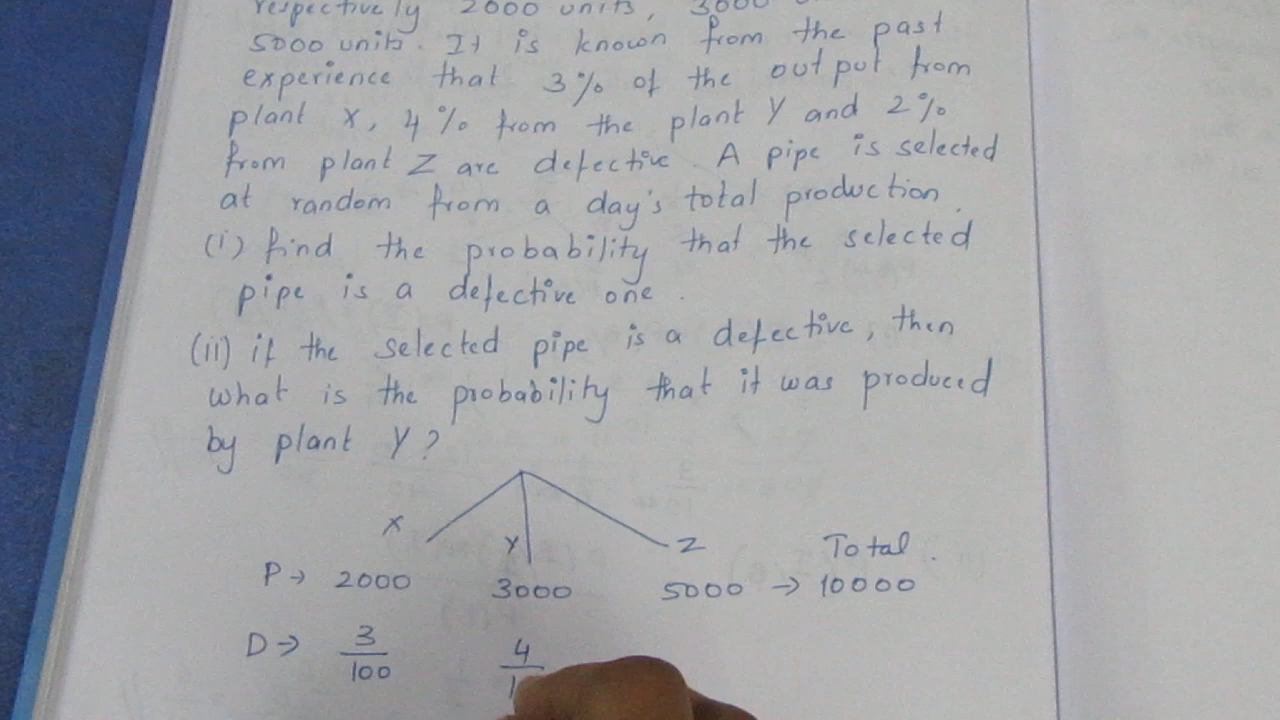 respectively 2000 units, 3000
5000 units. It is known from the past
experience that 3% of the output from
plant X, 4% from the plant Y and 2%
from plant Z are defective. A pipe is selected
at random from a day's total production.
(i) find the probability that the selected
pipe is a defective one.
(ii) if the selected pipe is a defective, then
what is the probability that it was produced
by plant Y?
X Y Z Total.
P → 2000 3000 5000 → 10000
D → 3/100 4/1